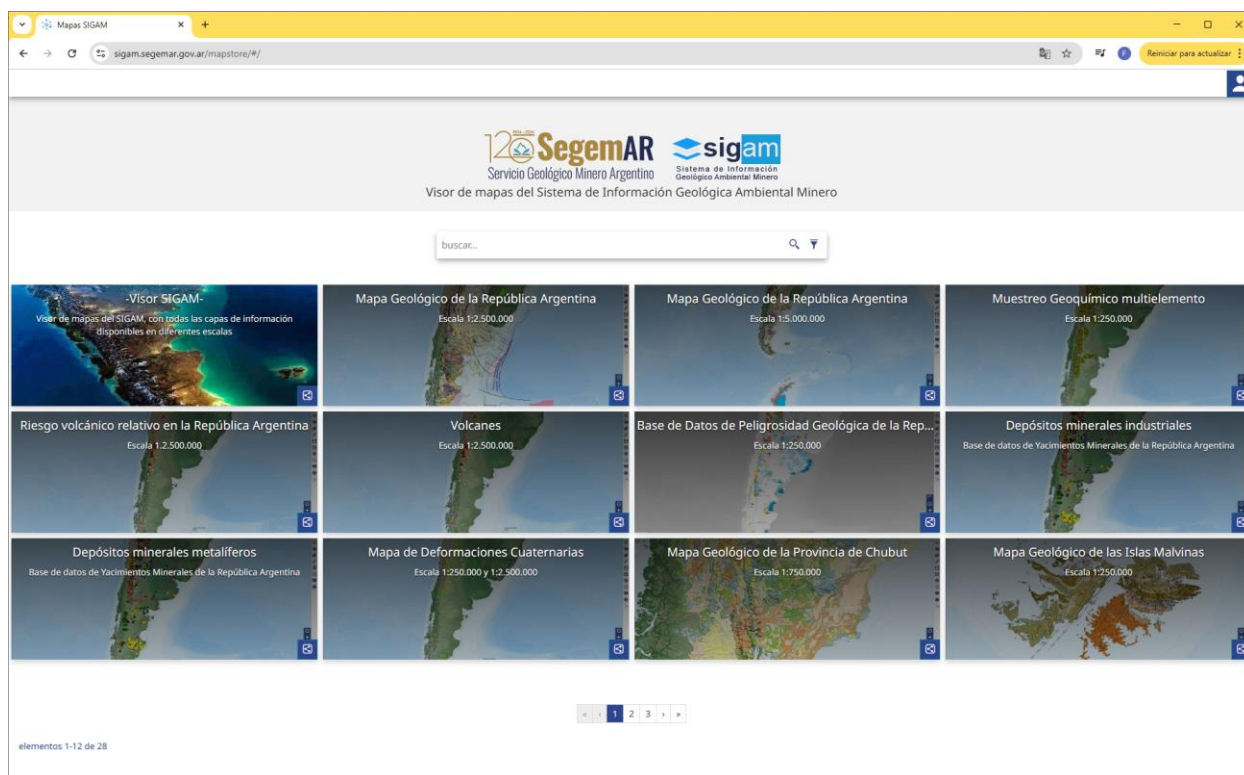 Mapas SIGAM
sigam.segemar.gov.ar/mapstore/#/
F
Reiniciar para actualizar
120 SegemAR
Servicio Geológico Minero Argentino
sigam
Sistema de Información
Geológico Ambiental Minero
Visor de mapas del Sistema de Información Geológica Ambiental Minero
buscar...
-Visor SIGAM-
Visor de mapas del SIGAM, con todas las capas de información
disponibles en diferentes escalas
Mapa Geológico de la República Argentina
Escala 1:2.500.000
Mapa Geológico de la República Argentina
Escala 1:5.000.000
Muestreo Geoquímico multielemento
Escala 1:250.000
Riesgo volcánico relativo en la República Argentina
Escala 1.2.500.000
Volcanes
Escala 1:2.500.000
Base de Datos de Peligrosidad Geológica de la Rep...
Escala 1:250.000
Depósitos minerales industriales
Base de datos de Yacimientos Minerales de la República Argentina
Depósitos minerales metalíferos
Base de datos de Yacimientos Minerales de la República Argentina
Mapa de Deformaciones Cuaternarias
Escala 1:250.000 y 1:2.500.000
Mapa Geológico de la Provincia de Chubut
Escala 1:750.000
Mapa Geológico de las Islas Malvinas
Escala 1:250.000
« ‹ 1 2 3 › »
elementos 1-12 de 28